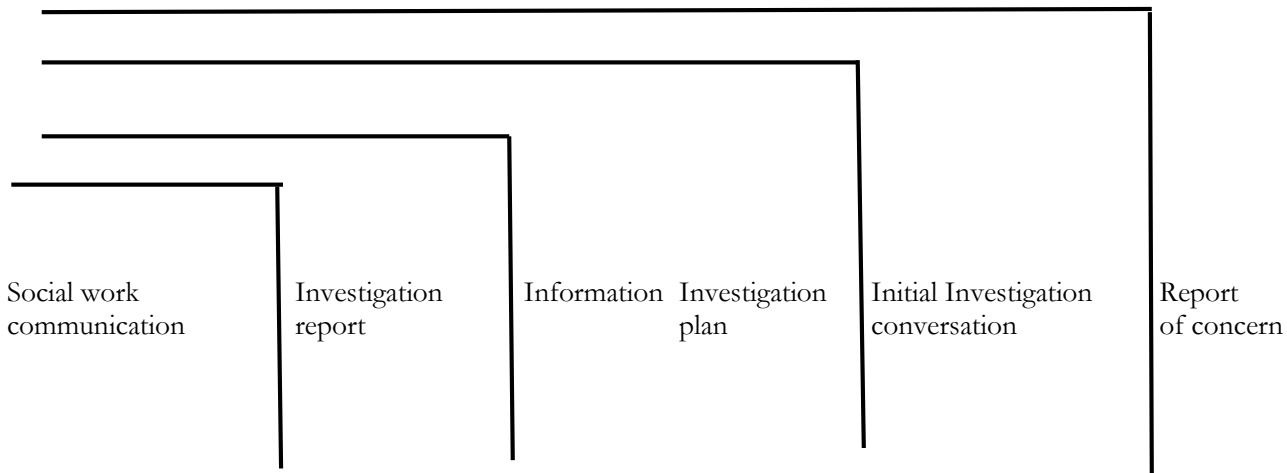 Social work
communication
Investigation
report
Information
Investigation
plan
Initial Investigation
conversation
Report
of concern